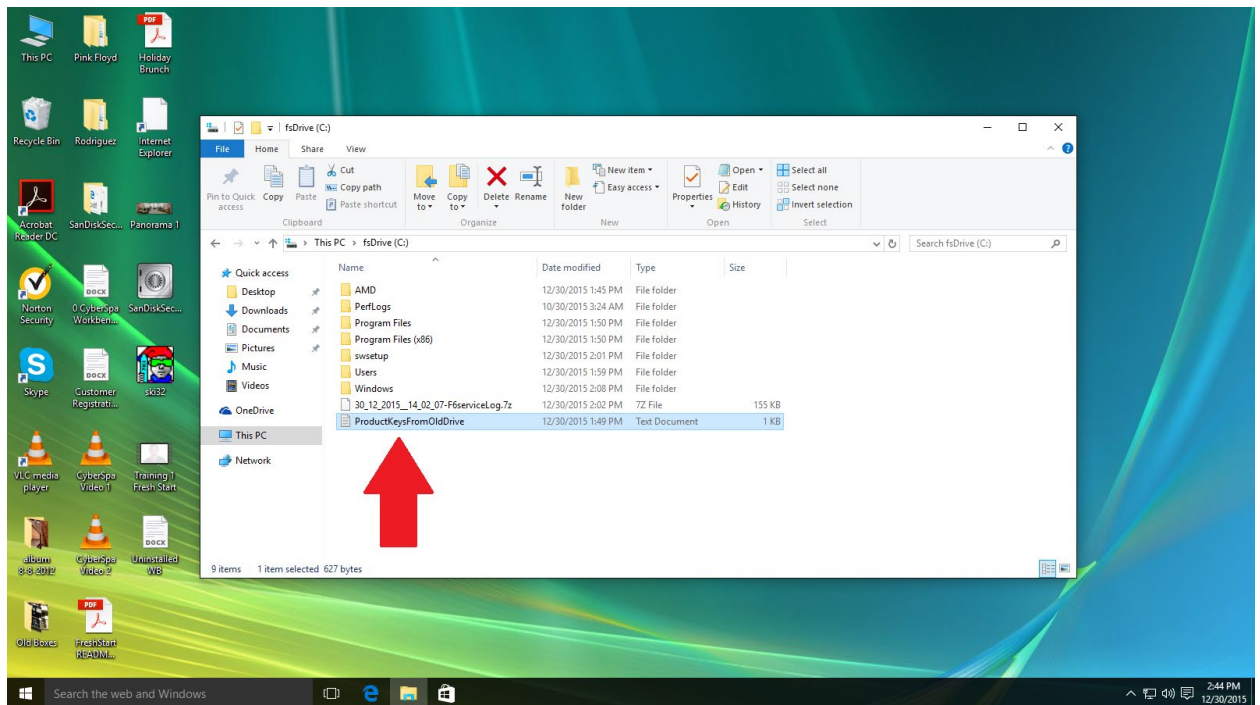 This PC
Pink Floyd
Holiday
Brunch
Recycle Bin
Rodriguez
Internet
Explorer
Acrobat
Reader DC
SanDiskSec...
Panorama 1
Norton
Security
0 CyberSpa
Workben...
SanDiskSec...
Skype
Customer
Registrati...
ski32
VLC media
player
CyberSpa
Video 1
Training 1
Fresh Start
album
8-8-2012
CyberSpa
Video 2
Uninstalled
WB
Old Boxes
FreshStart
READM...
fsDrive (C:)
File Home Share View
Pin to Quick
access
Copy
Paste
Cut
Copy path
Paste shortcut
Clipboard
Move
to
Copy
to
Delete
Rename
Organize
New
folder
New item
Easy access
New
Properties
Open
Edit
History
Open
Select all
Select none
Invert selection
Select
This PC > fsDrive (C:)
Search fsDrive (C:)
Quick access
Desktop
Downloads
Documents
Pictures
Music
Videos
OneDrive
This PC
Network
Name Date modified Type Size
AMD 12/30/2015 1:45 PM File folder
PerfLogs 10/30/2015 3:24 AM File folder
Program Files 12/30/2015 1:50 PM File folder
Program Files (x86) 12/30/2015 1:50 PM File folder
swsetup 12/30/2015 2:01 PM File folder
Users 12/30/2015 1:59 PM File folder
Windows 12/30/2015 2:08 PM File folder
30_12_2015__14_02_07-F6serviceLog.7z 12/30/2015 2:02 PM 7Z File 155 KB
ProductKeysFromOldDrive 12/30/2015 1:49 PM Text Document 1 KB
9 items 1 item selected 627 bytes
Search the web and Windows
2:44 PM
12/30/2015